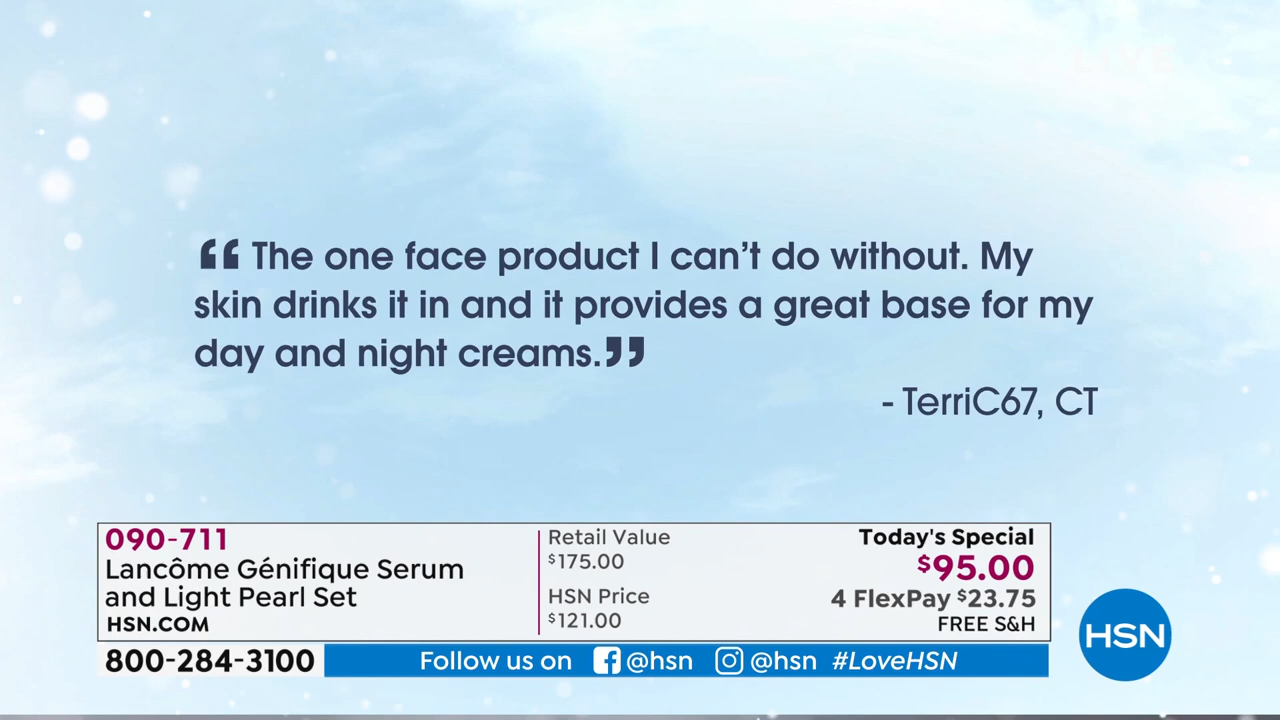 LIVE
“ The one face product I can’t do without. My
skin drinks it in and it provides a great base for my
day and night creams.”
- TerriC67, CT
090-711
Lancôme Génifique Serum
and Light Pearl Set
HSN.COM
Retail Value
$175.00
HSN Price
$121.00
Today's Special
$95.00
4 FlexPay $23.75
FREE S&H
HSN
800-284-3100
Follow us on @hsn @hsn #LoveHSN